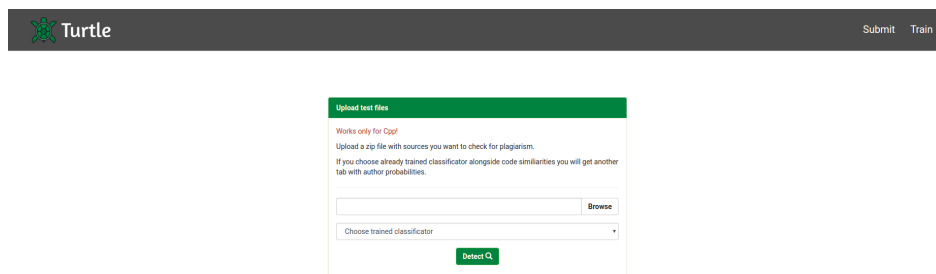 Turtle
Submit Train
Upload test files
Works only for Cpp!
Upload a zip file with sources you want to check for plagiarism.
If you choose already trained classificator alongside code similiarities you will get another
tab with author probabilities.
Browse
Choose trained classificator
Detect